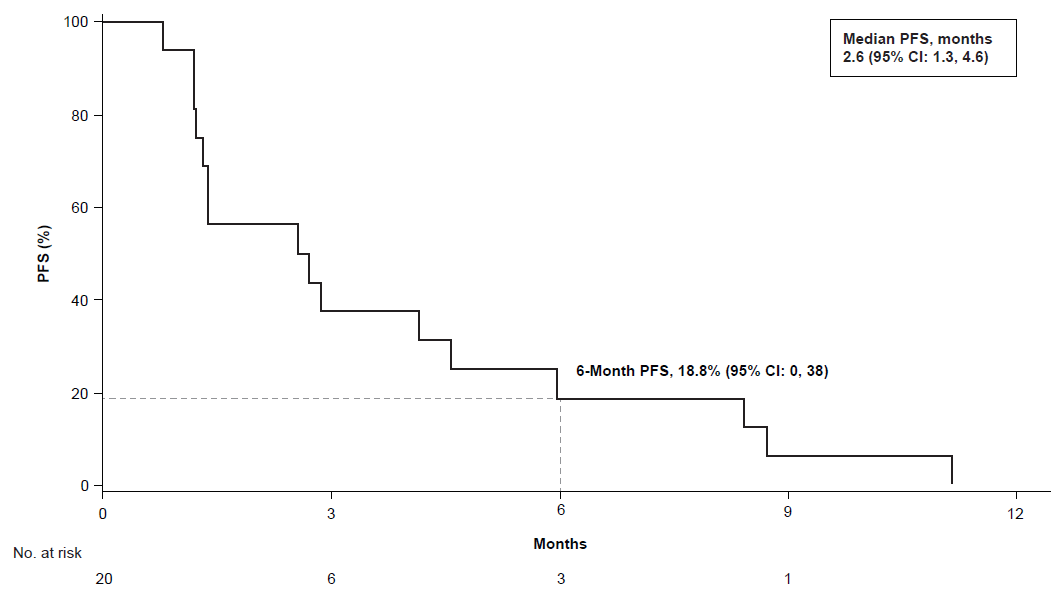 100
80
60
40
20
0
PFS (%)
Median PFS, months
2.6 (95% CI: 1.3, 4.6)
6-Month PFS, 18.8% (95% CI: 0, 38)
0 3 6 9 12
Months
No. at risk
20 6 3 1